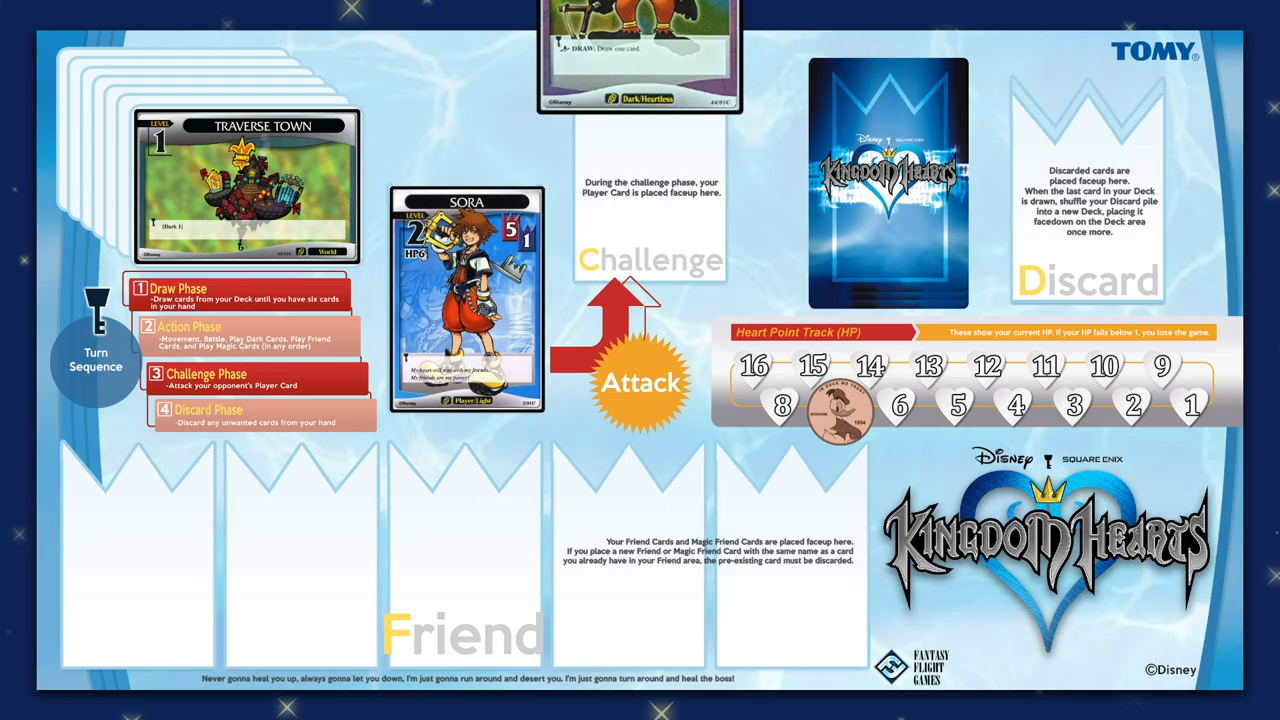 DRAW: Draw one card.
©Disney
Dark/Heartless
TOMY®
LEVEL
1
TRAVERSE TOWN
[Dark 1]
©Disney
World
SORA
LEVEL
2
HP6
5
1
My heart will stay with my friends.
My friends are my power!
©Disney
Player/Light
During the challenge phase, your
Player Card is placed faceup here.
Challenge
Disney
SQUARE ENIX
KINGDOM HEARTS
Discarded cards are
placed faceup here.
When the last card in your Deck
is drawn, shuffle your Discard pile
into a new Deck, placing it
facedown on the Deck area
once more.
Discard
Turn
Sequence
1 Draw Phase
-Draw cards from your Deck until you have six cards
in your hand
2 Action Phase
-Movement, Battle, Play Dark Cards, Play Friend
Cards, and Play Magic Cards (in any order)
3 Challenge Phase
-Attack your opponent's Player Card
4 Discard Phase
-Discard any unwanted cards from your hand
Attack
Heart Point Track (HP)
These show your current HP. If your HP falls below 1, you lose the game.
16 15 14 13 12 11 10 9
8 6 5 4 3 2 1
IN DUCK WE TRUST
SCROOGE
1934
Your Friend Cards and Magic Friend Cards are placed faceup here.
If you place a new Friend or Magic Friend Card with the same name as a card
you already have in your Friend area, the pre-existing card must be discarded.
Friend
Disney
SQUARE ENIX
KINGDOM HEARTS
FANTASY
FLIGHT
GAMES
©Disney
Never gonna heal you up, always gonna let you down, I'm just gonna run around and desert you. I'm just gonna turn around and heal the boss!